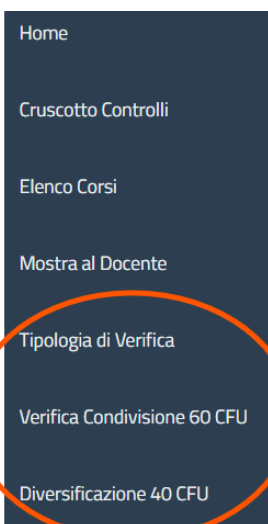 Home
Cruscotto Controlli
Elenco Corsi
Mostra al Docente
Tipologia di Verifica
Verifica Condivisione 60 CFU
Diversificazione 40 CFU